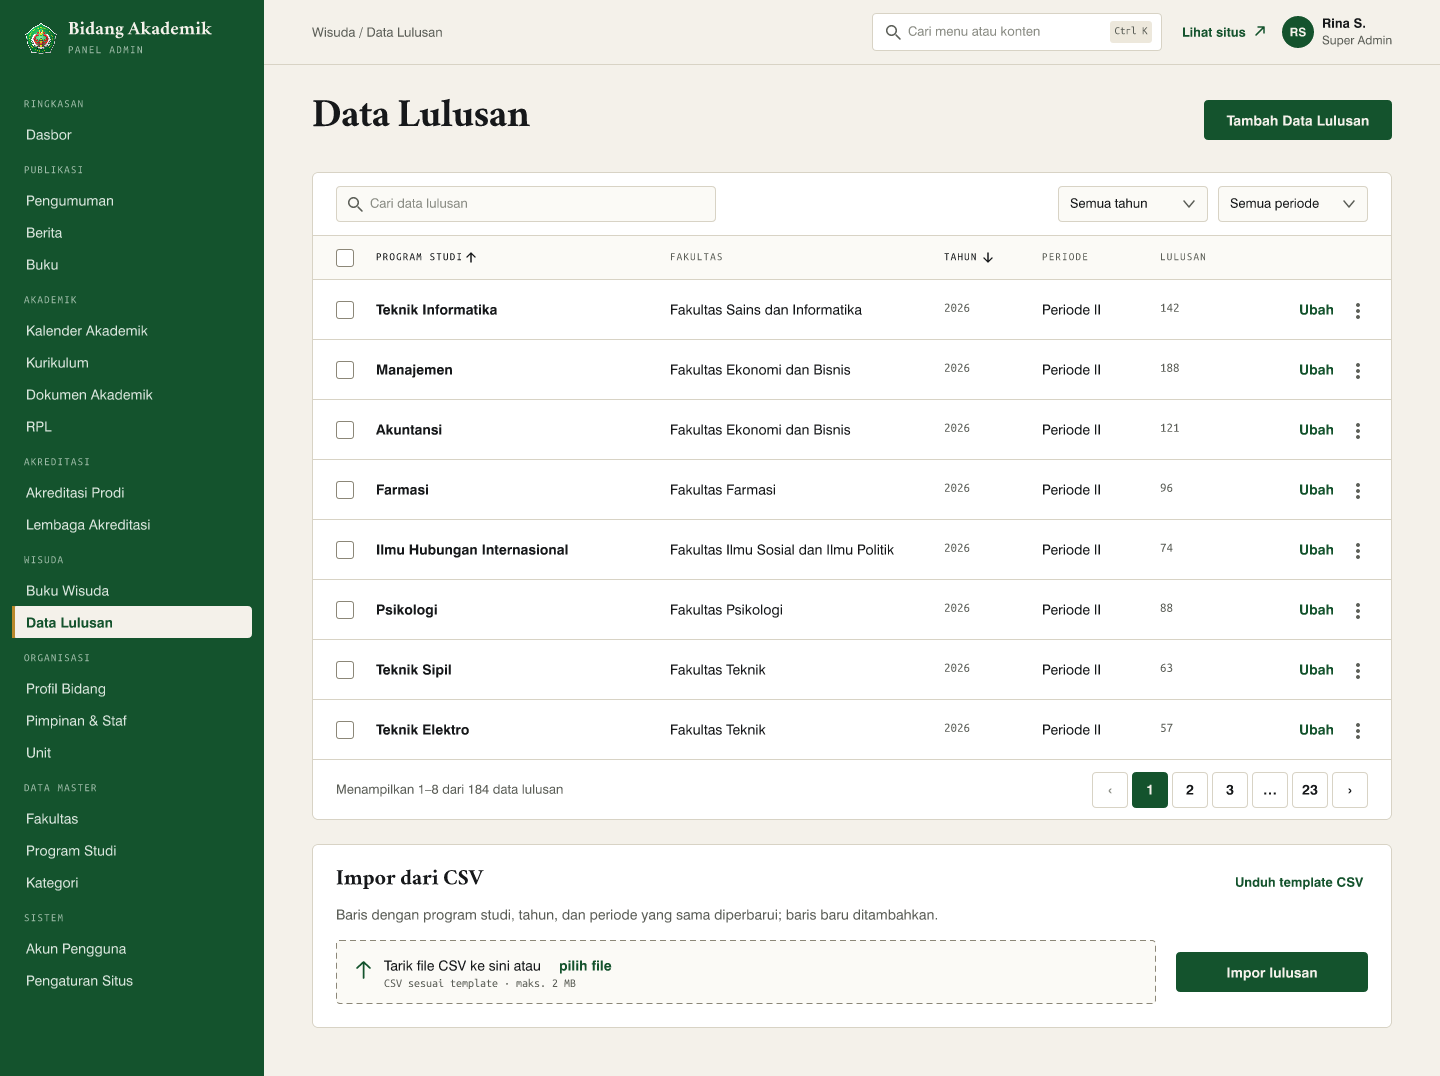 Bidang Akademik
PANEL ADMIN
RINGKASAN
Dasbor
PUBLIKASI
Pengumuman
Berita
Buku
AKADEMIK
Kalender Akademik
Kurikulum
Dokumen Akademik
RPL
AKREDITASI
Akreditasi Prodi
Lembaga Akreditasi
WISUDA
Buku Wisuda
Data Lulusan
ORGANISASI
Profil Bidang
Pimpinan & Staf
Unit
DATA MASTER
Fakultas
Program Studi
Kategori
SISTEM
Akun Pengguna
Pengaturan Situs
Wisuda / Data Lulusan
Cari menu atau konten Ctrl K
Lihat situs
RS
Rina S.
Super Admin
Data Lulusan
Tambah Data Lulusan
Cari data lulusan
Semua tahun
Semua periode
PROGRAM STUDI FAKULTAS TAHUN PERIODE LULUSAN
Teknik Informatika Fakultas Sains dan Informatika 2026 Periode II 142 Ubah
Manajemen Fakultas Ekonomi dan Bisnis 2026 Periode II 188 Ubah
Akuntansi Fakultas Ekonomi dan Bisnis 2026 Periode II 121 Ubah
Farmasi Fakultas Farmasi 2026 Periode II 96 Ubah
Ilmu Hubungan Internasional Fakultas Ilmu Sosial dan Ilmu Politik 2026 Periode II 74 Ubah
Psikologi Fakultas Psikologi 2026 Periode II 88 Ubah
Teknik Sipil Fakultas Teknik 2026 Periode II 63 Ubah
Teknik Elektro Fakultas Teknik 2026 Periode II 57 Ubah
Menampilkan 1–8 dari 184 data lulusan
‹ 1 2 3 … 23 ›
Impor dari CSV
Unduh template CSV
Baris dengan program studi, tahun, dan periode yang sama diperbarui; baris baru ditambahkan.
Tarik file CSV ke sini atau pilih file
CSV sesuai template · maks. 2 MB
Impor lulusan